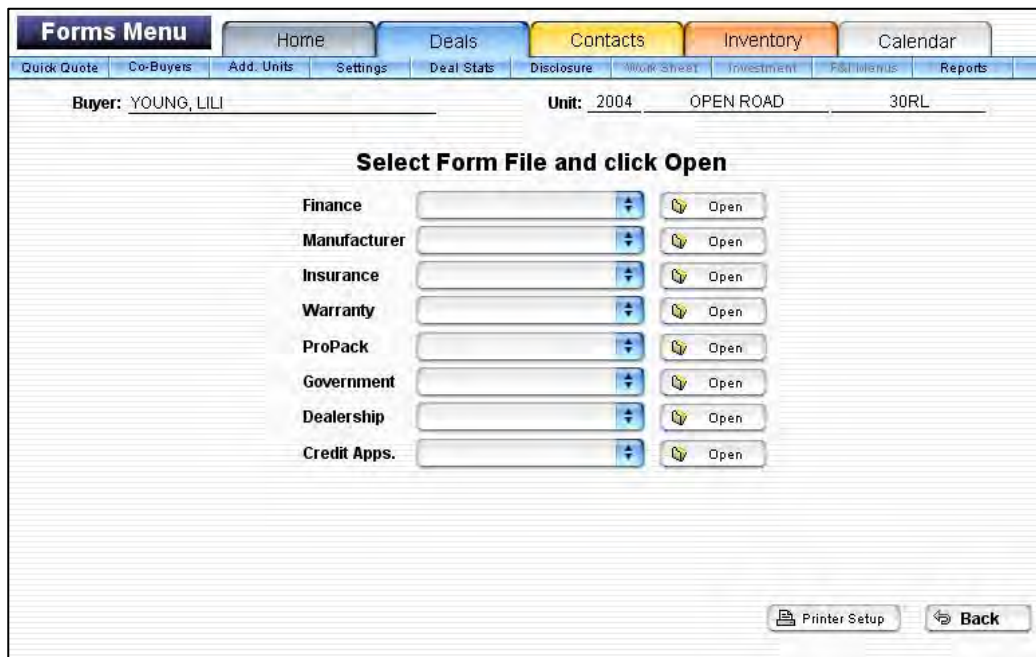 Forms Menu Home Deals Contacts Inventory Calendar
Quick Quote Co-Buyers Add. Units Settings Deal Stats Disclosure Work Sheet Investment F&I Menus Reports
Buyer: YOUNG, LILI Unit: 2004 OPEN ROAD 30RL
Select Form File and click Open
Finance Open
Manufacturer Open
Insurance Open
Warranty Open
ProPack Open
Government Open
Dealership Open
Credit Apps. Open
Printer Setup Back